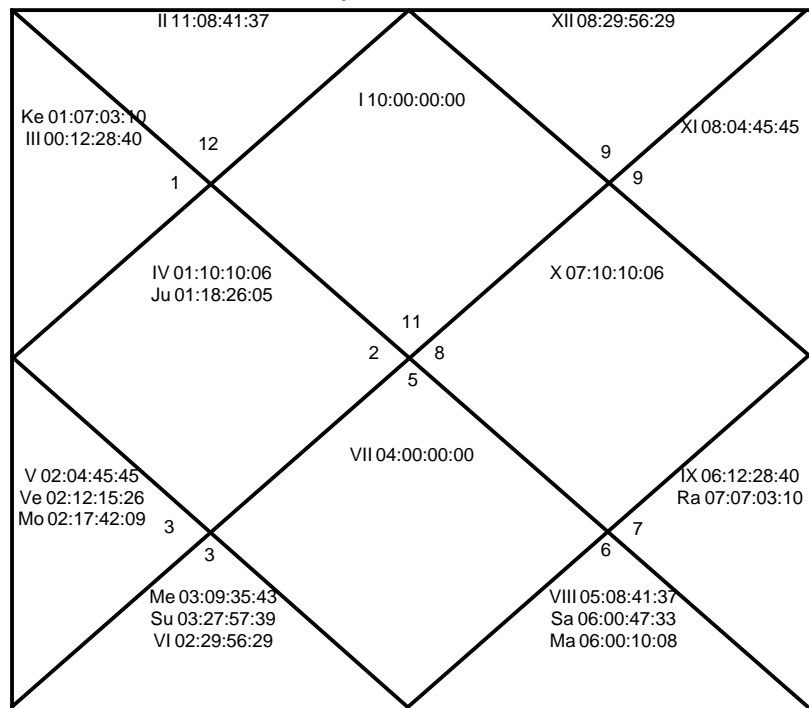 II 11:08:41:37
XII 08:29:56:29
I 10:00:00:00
Ke 01:07:03:10
III 00:12:28:40
XI 08:04:45:45
12
9
1
9
IV 01:10:10:06
Ju 01:18:26:05
X 07:10:10:06
11
2
8
5
VII 04:00:00:00
V 02:04:45:45
Ve 02:12:15:26
Mo 02:17:42:09
IX 06:12:28:40
Ra 07:07:03:10
3
7
3
6
Me 03:09:35:43
Su 03:27:57:39
VI 02:29:56:29
VIII 05:08:41:37
Sa 06:00:47:33
Ma 06:00:10:08